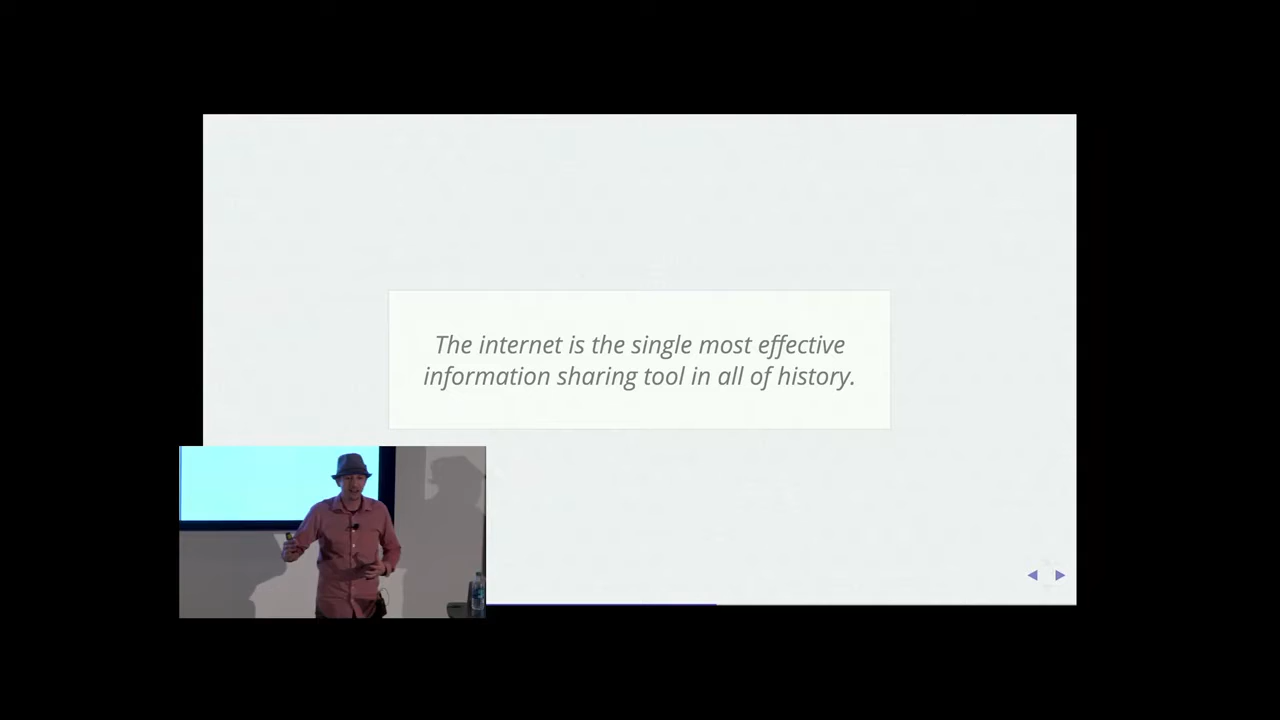 The internet is the single most effective
information sharing tool in all of history.